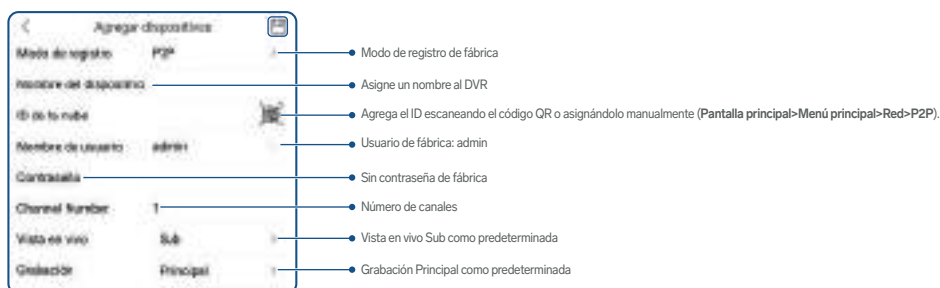 Agregar dispositivos
Modo de registro P2P Modo de registro de fábrica
Nombre del dispositivo Asigne un nombre al DVR
ID de tu nube Agrega el ID escaneando el código QR o asignándolo manualmente (Pantalla principal>Menú principal>Red>P2P).
Nombre de usuario admin Usuario de fábrica: admin
Contraseña Sin contraseña de fábrica
Channel Number 1 Número de canales
Vista en vivo Sub Vista en vivo Sub como predeterminada
Grabación Principal Grabación Principal como predeterminada